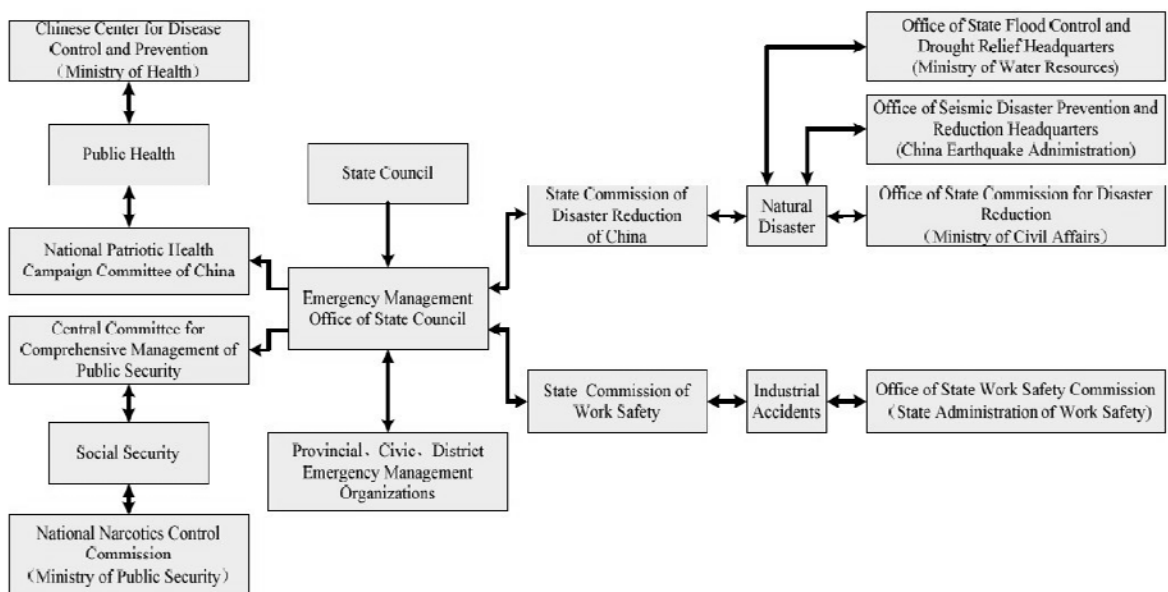 Chinese Center for Disease
Control and Prevention
（Ministry of Health）
Public Health
National Patriotic Health
Campaign Committee of China
Central Committee for
Comprehensive Management of
Public Security
Social Security
National Narcotics Control
Commission
（Ministry of Public Security）
State Council
Emergency Management
Office of State Council
Provincial、Civic、District
Emergency Management
Organizations
State Commission of
Disaster Reduction
of China
Natural
Disaster
Office of State Flood Control and
Drought Relief Headquarters
(Ministry of Water Resources)
Office of Seismic Disaster Prevention and
Reduction Headquarters
(China Earthquake Adnimistration)
Office of State Commission for Disaster
Reduction
（Ministry of Civil Affairs）
State Commission of
Work Safety
Industrial
Accidents
Office of State Work Safety Commission
（State Administration of Work Safety)